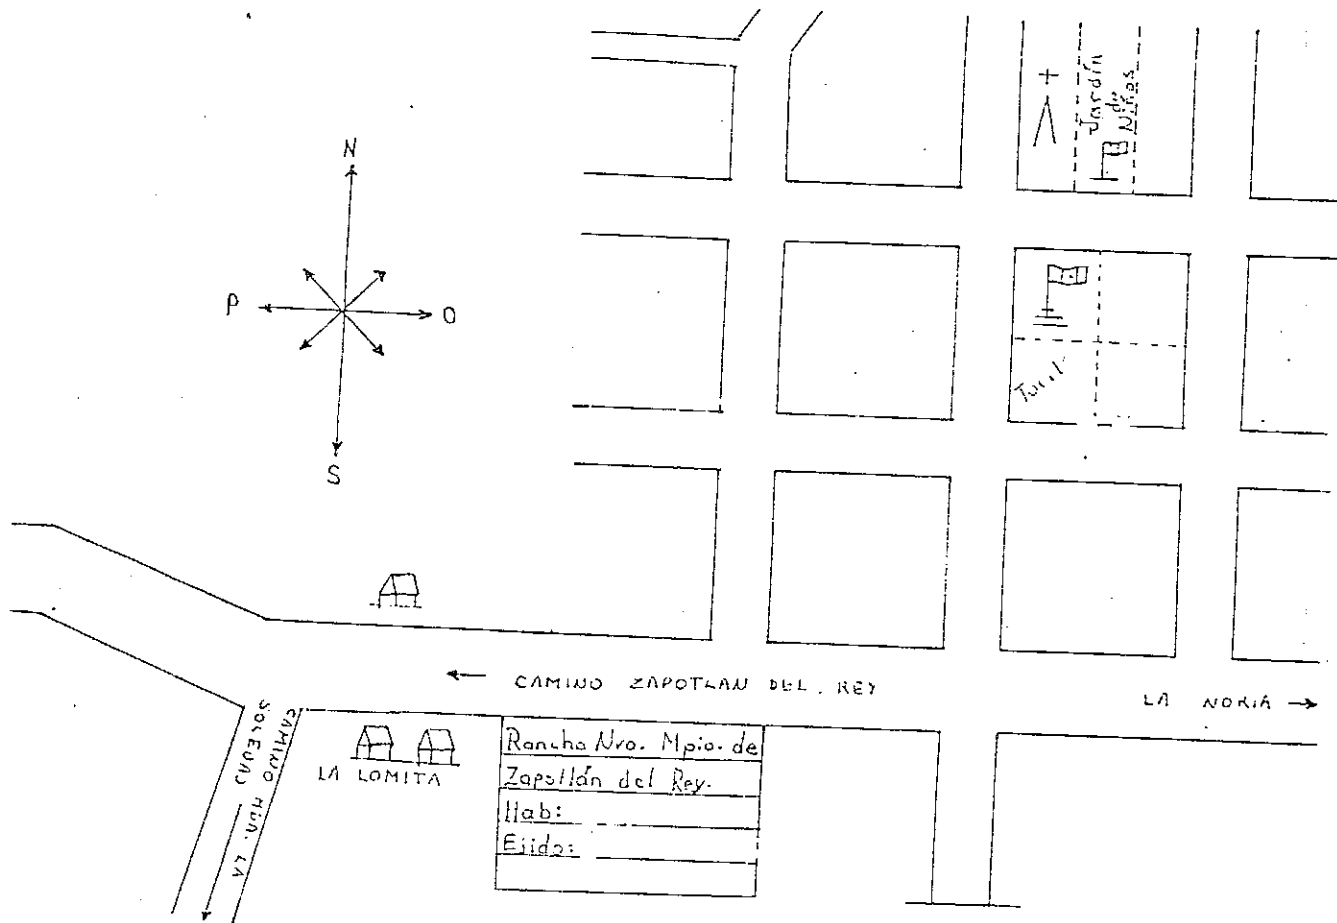 Jardín
de
Niños
N
P
O
S
← CAMINO ZAPOTLAN DEL REY
LA NORIA →
CAMINO HDA. LA
SOLEDAD
LA LOMITA
Rancho Nvo. Mpio. de
Zapotlán del Rey.
Hab:
Ejido: